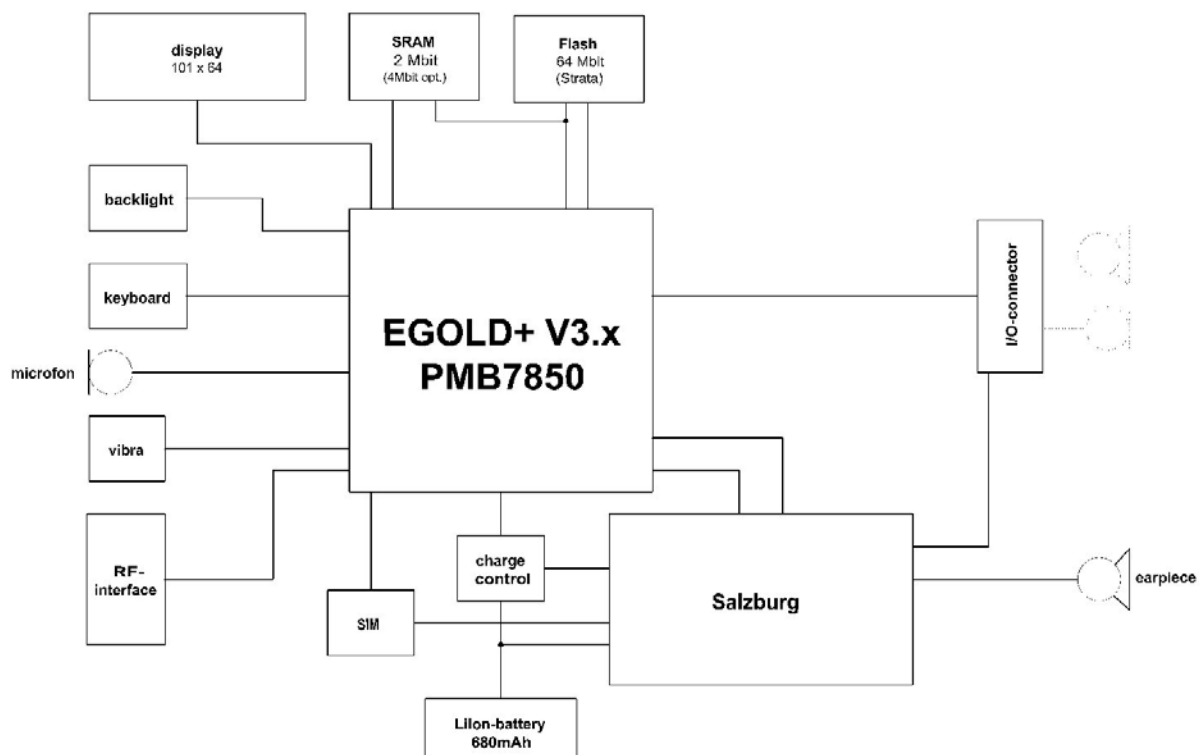 display
101 x 64
SRAM
2 Mbit
(4Mbit opt.)
Flash
64 Mbit
(Strata)
backlight
keyboard
microfon
vibra
RF-
interface
EGOLD+ V3.x
PMB7850
I/O-connector
charge
control
SIM
Salzburg
earpiece
LiIon-battery
680mAh